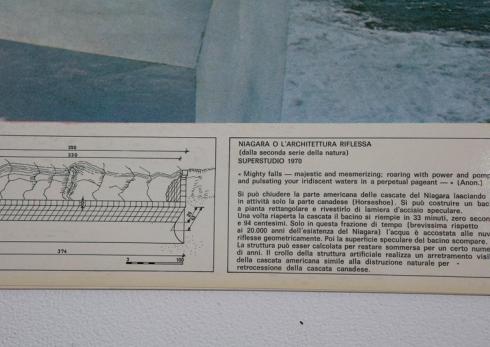 350
330
374
2
100
NIAGARA O L'ARCHITETTURA RIFLESSA
(dalla seconda serie della natura)
SUPERSTUDIO 1970
« Mighty falls — majestic and mesmerizing; roaring with power and pomp
and pulsating your iridiscent waters in a perpetual pageant — » (Anon.)
Si può chiudere la parte americana delle cascate del Niagara lasciando
in attività solo la parte canadese (Horseshoe). Si può costruire un bac
a pianta rettangolare e rivestirlo di lamiera d'acciaio speculare.
Una volta riaperta la cascata il bacino si riempie in 33 minuti, zero secon
e 94 centesimi. Solo in questa frazione di tempo (brevissima rispetto
ai 20.000 anni dell'esistenza del Niagara) l'acqua è accostata alle nuv
riflesse geometricamente. Poi la superficie speculare del bacino scompare.
La struttura può esser calcolata per restare sommersa per un certo nume
di anni. Il crollo della struttura artificiale realizza un arretramento visi
della cascata americana simile alla distruzione naturale per -
retrocessione della cascata canadese.